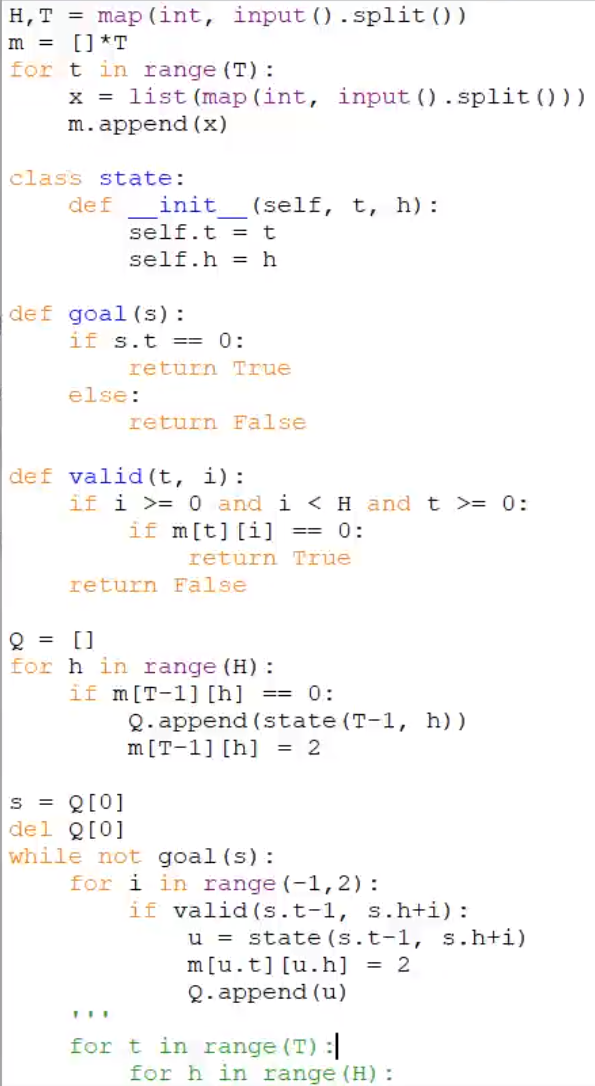 H,T = map(int, input().split())
m = []*T
for t in range(T):
    x = list(map(int, input().split()))
    m.append(x)

class state:
    def __init__(self, t, h):
        self.t = t
        self.h = h

def goal(s):
    if s.t == 0:
        return True
    else:
        return False

def valid(t, i):
    if i >= 0 and i < H and t >= 0:
        if m[t][i] == 0:
            return True
    return False

Q = []
for h in range(H):
    if m[T-1][h] == 0:
        Q.append(state(T-1, h))
        m[T-1][h] = 2

s = Q[0]
del Q[0]
while not goal(s):
    for i in range(-1,2):
        if valid(s.t-1, s.h+i):
            u = state(s.t-1, s.h+i)
            m[u.t][u.h] = 2
            Q.append(u)
    '''
    for t in range(T):
        for h in range(H):